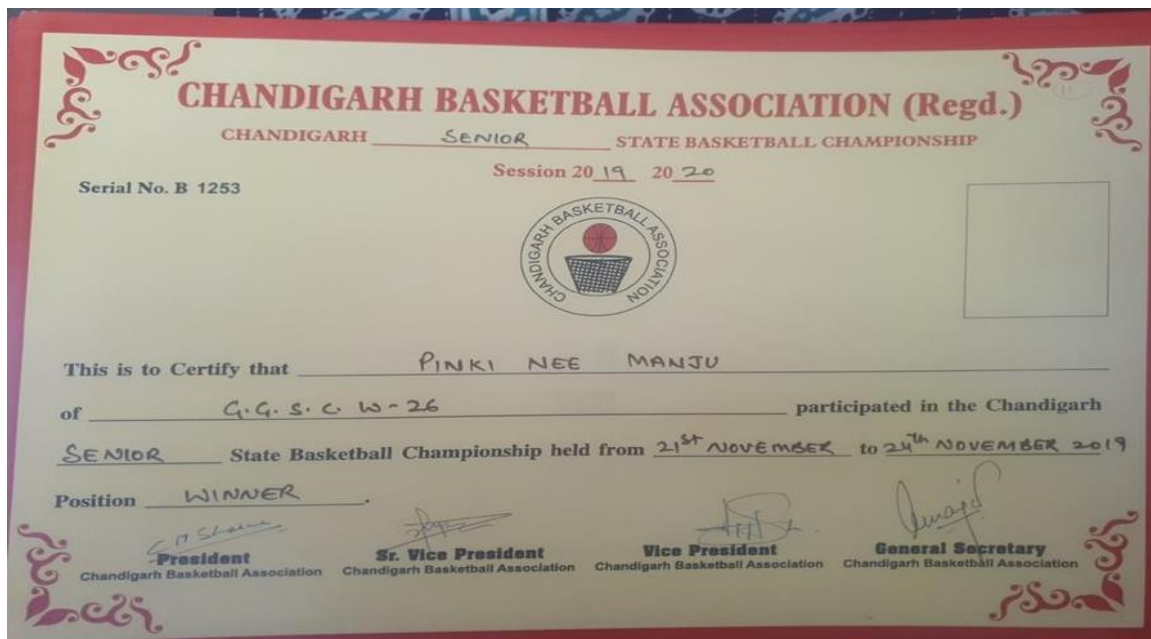 CHANDIGARH BASKETBALL ASSOCIATION (Regd.)
CHANDIGARH SENIOR STATE BASKETBALL CHAMPIONSHIP
Session 20 19 20 20
Serial No. B 1253
CHANDIGARH BASKETBALL ASSOCIATION
This is to Certify that PINKI NEE MANJU
of G.G.S.C.W-26 participated in the Chandigarh
SENIOR State Basketball Championship held from 21st NOVEMBER to 24th NOVEMBER 2019
Position WINNER.
President Sr. Vice President Vice President General Secretary
Chandigarh Basketball Association Chandigarh Basketball Association Chandigarh Basketball Association Chandigarh Basketball Association